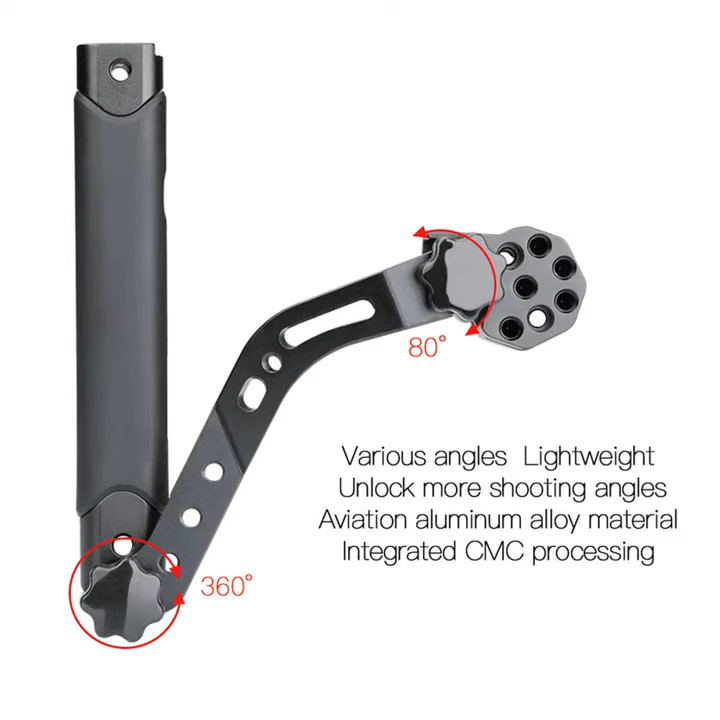 80°
Various angles Lightweight
Unlock more shooting angles
Aviation aluminum alloy material
Integrated CMC processing
360°